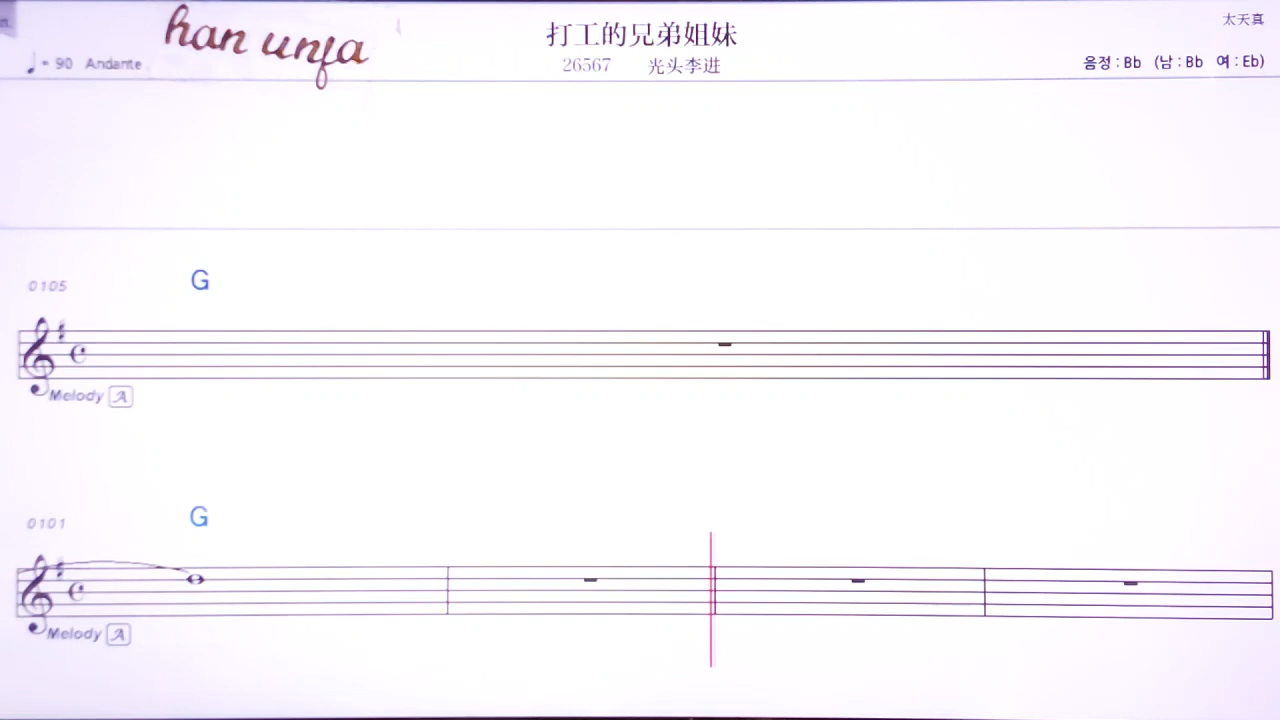 han unfa
打工的兄弟姐妹
太天真
♩= 90 Andante
26567 光头李进
음정 : Bb (남 : Bb 여 : Eb)
0105
G
Melody A
0101
G
Melody A